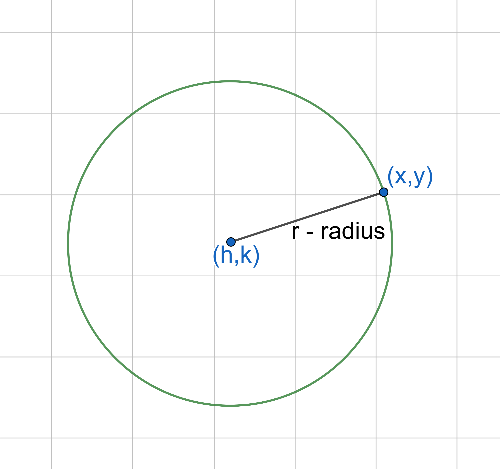 (x,y)
r - radius
(h,k)